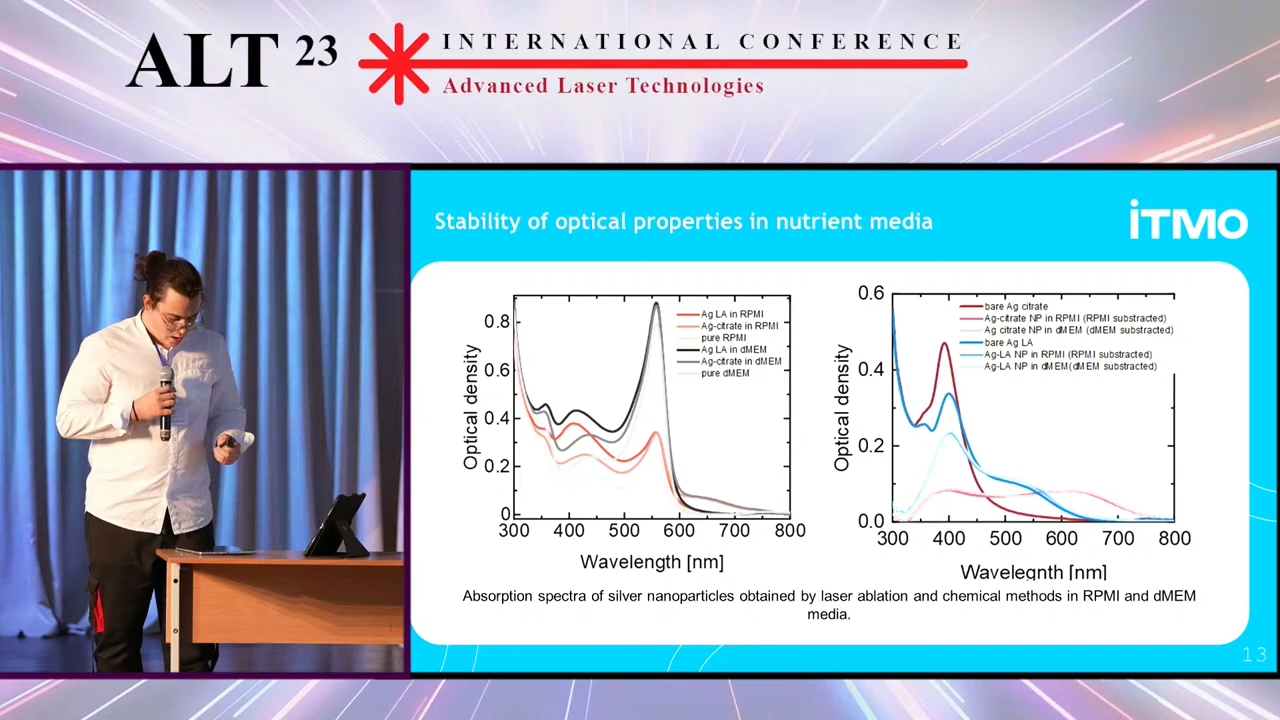 ALT 23
INTERNATIONAL CONFERENCE
Advanced Laser Technologies
Stability of optical properties in nutrient media
iTMO
Optical density
0.8
0.6
0.4
0.2
0
300 400 500 600 700 800
Wavelength [nm]
Ag LA in RPMI
Ag-citrate in RPMI
pure RPMI
Ag LA in dMEM
Ag-citrate in dMEM
pure dMEM
Optical density
0.6
0.4
0.2
0.0
300 400 500 600 700 800
Wavelegnth [nm]
bare Ag citrate
Ag-citrate NP in RPMI (RPMI substracted)
Ag citrate NP in dMEM (dMEM substracted)
bare Ag LA
Ag-LA NP in RPMI (RPMI substracted)
Ag-LA NP in dMEM(dMEM substracted)
Absorption spectra of silver nanoparticles obtained by laser ablation and chemical methods in RPMI and dMEM
media.
13